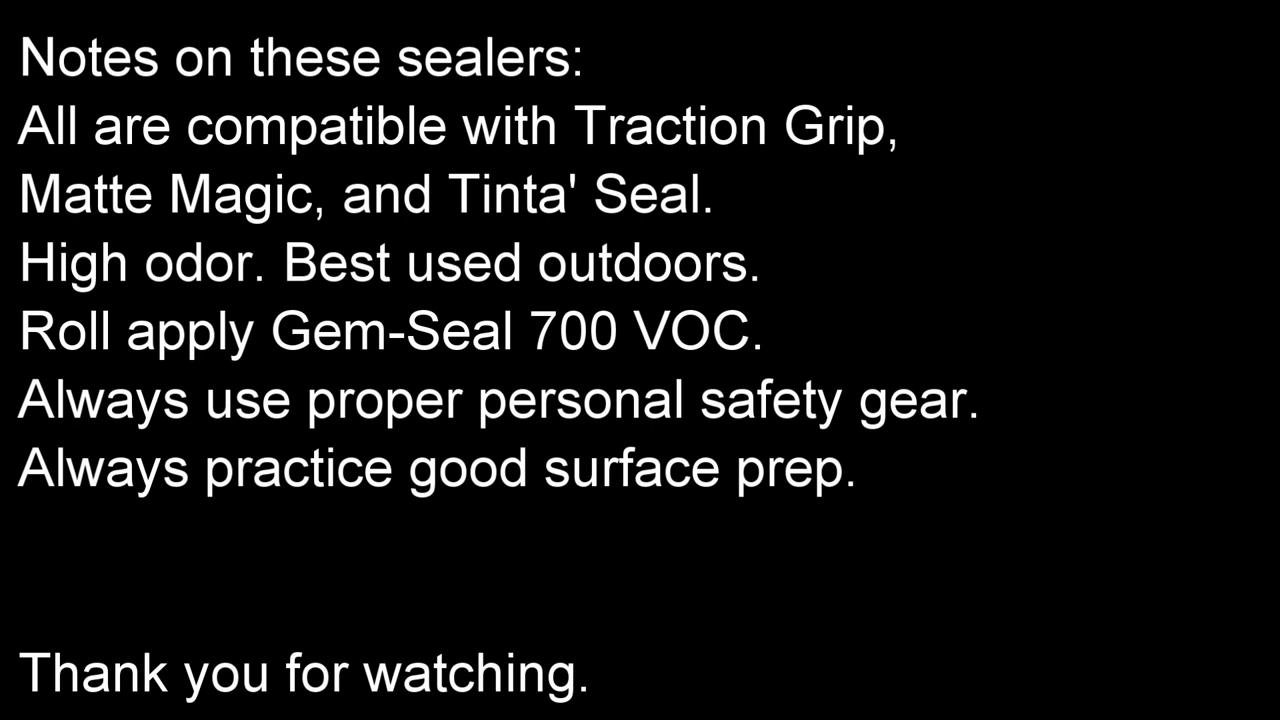 Notes on these sealers:
All are compatible with Traction Grip,
Matte Magic, and Tinta' Seal.
High odor. Best used outdoors.
Roll apply Gem-Seal 700 VOC.
Always use proper personal safety gear.
Always practice good surface prep.
Thank you for watching.